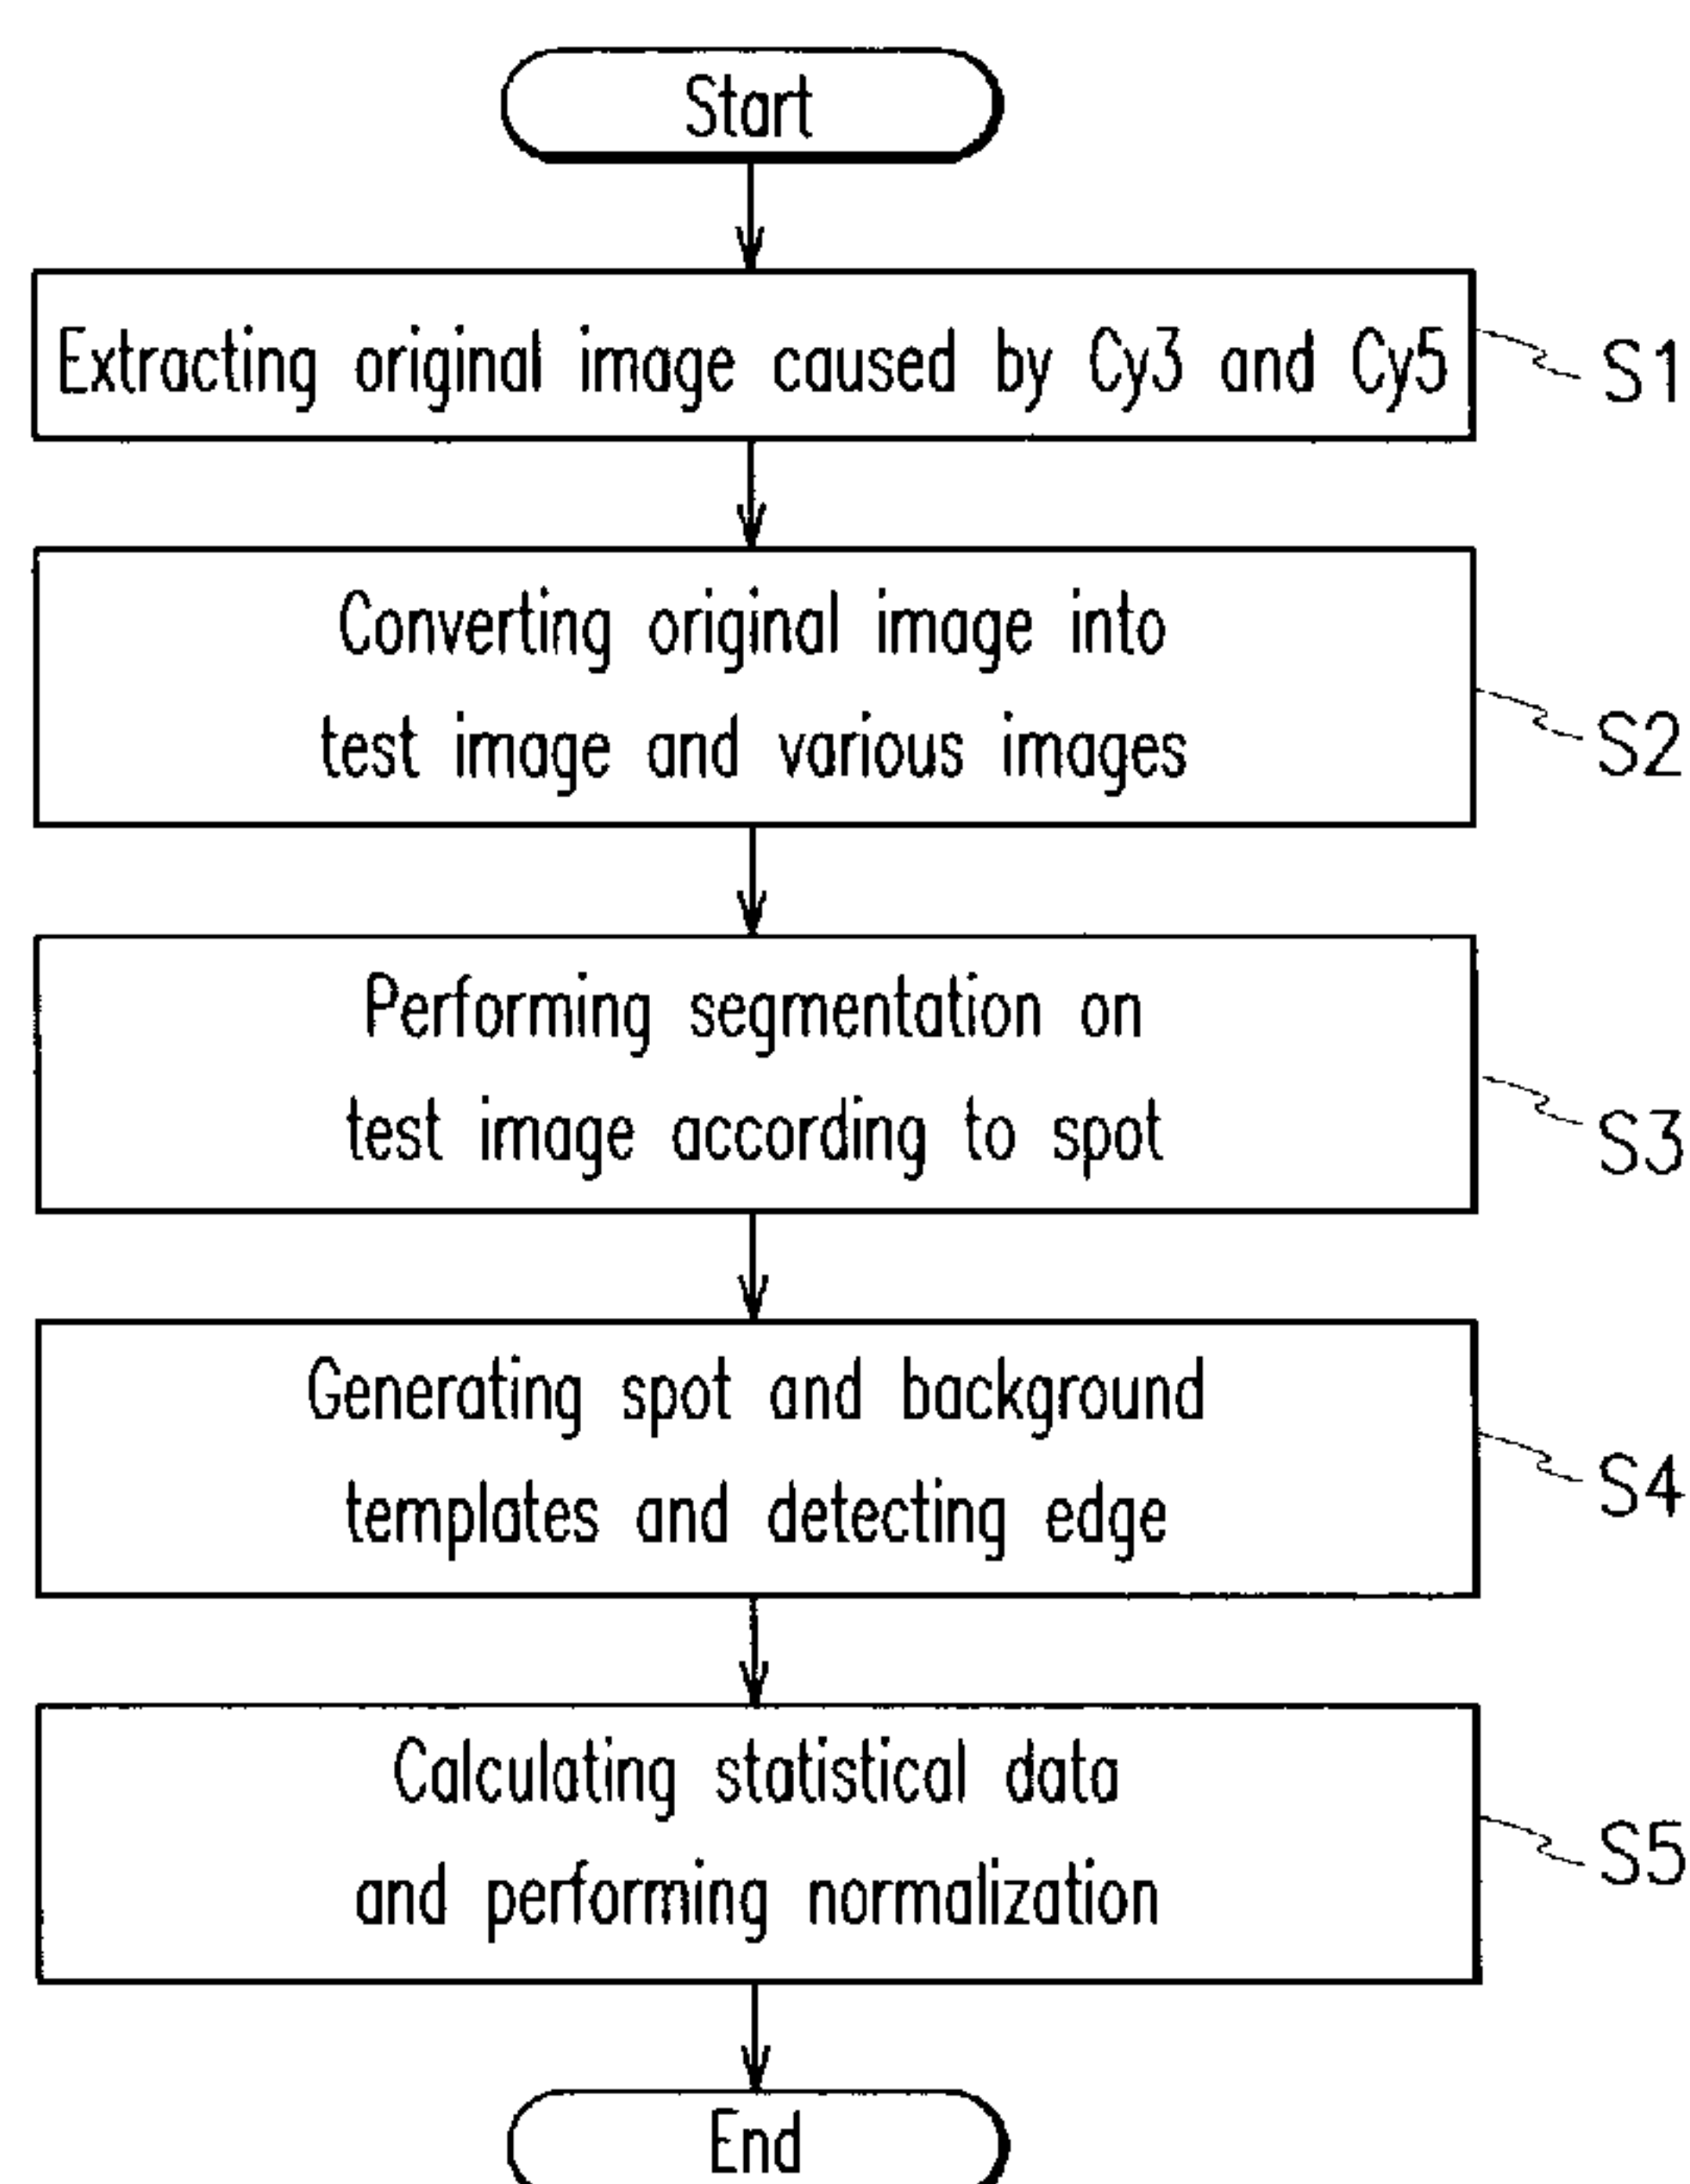 Start
Extracting original image caused by Cy3 and Cy5
S1
Converting original image into
test image and various images
S2
Performing segmentation on
test image according to spot
S3
Generating spot and background
templates and detecting edge
S4
Calculating statistical data
and performing normalization
S5
End